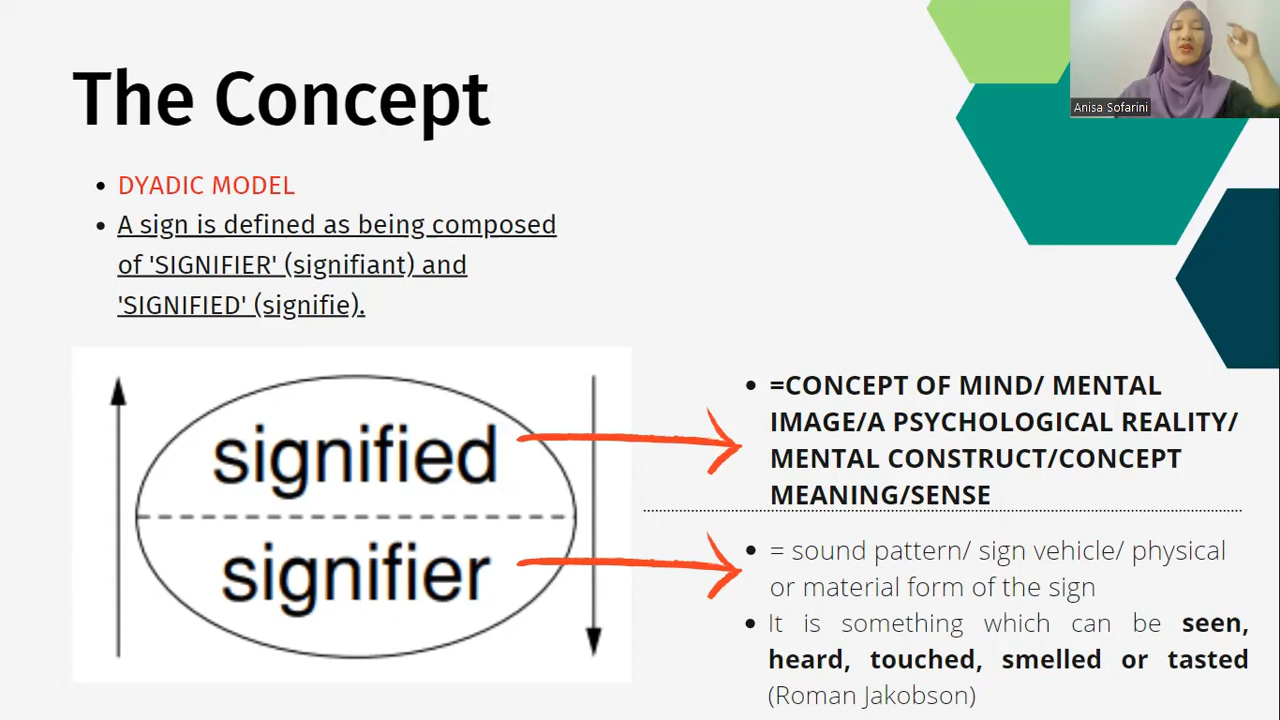 The Concept
Anisa Sofarini
• DYADIC MODEL
• A sign is defined as being composed
of 'SIGNIFIER' (signifiant) and
'SIGNIFIED' (signifie).
signified
signifier
• =CONCEPT OF MIND/ MENTAL
IMAGE/A PSYCHOLOGICAL REALITY/
MENTAL CONSTRUCT/CONCEPT
MEANING/SENSE
• = sound pattern/ sign vehicle/ physical
or material form of the sign
• It is something which can be seen,
heard, touched, smelled or tasted
(Roman Jakobson)